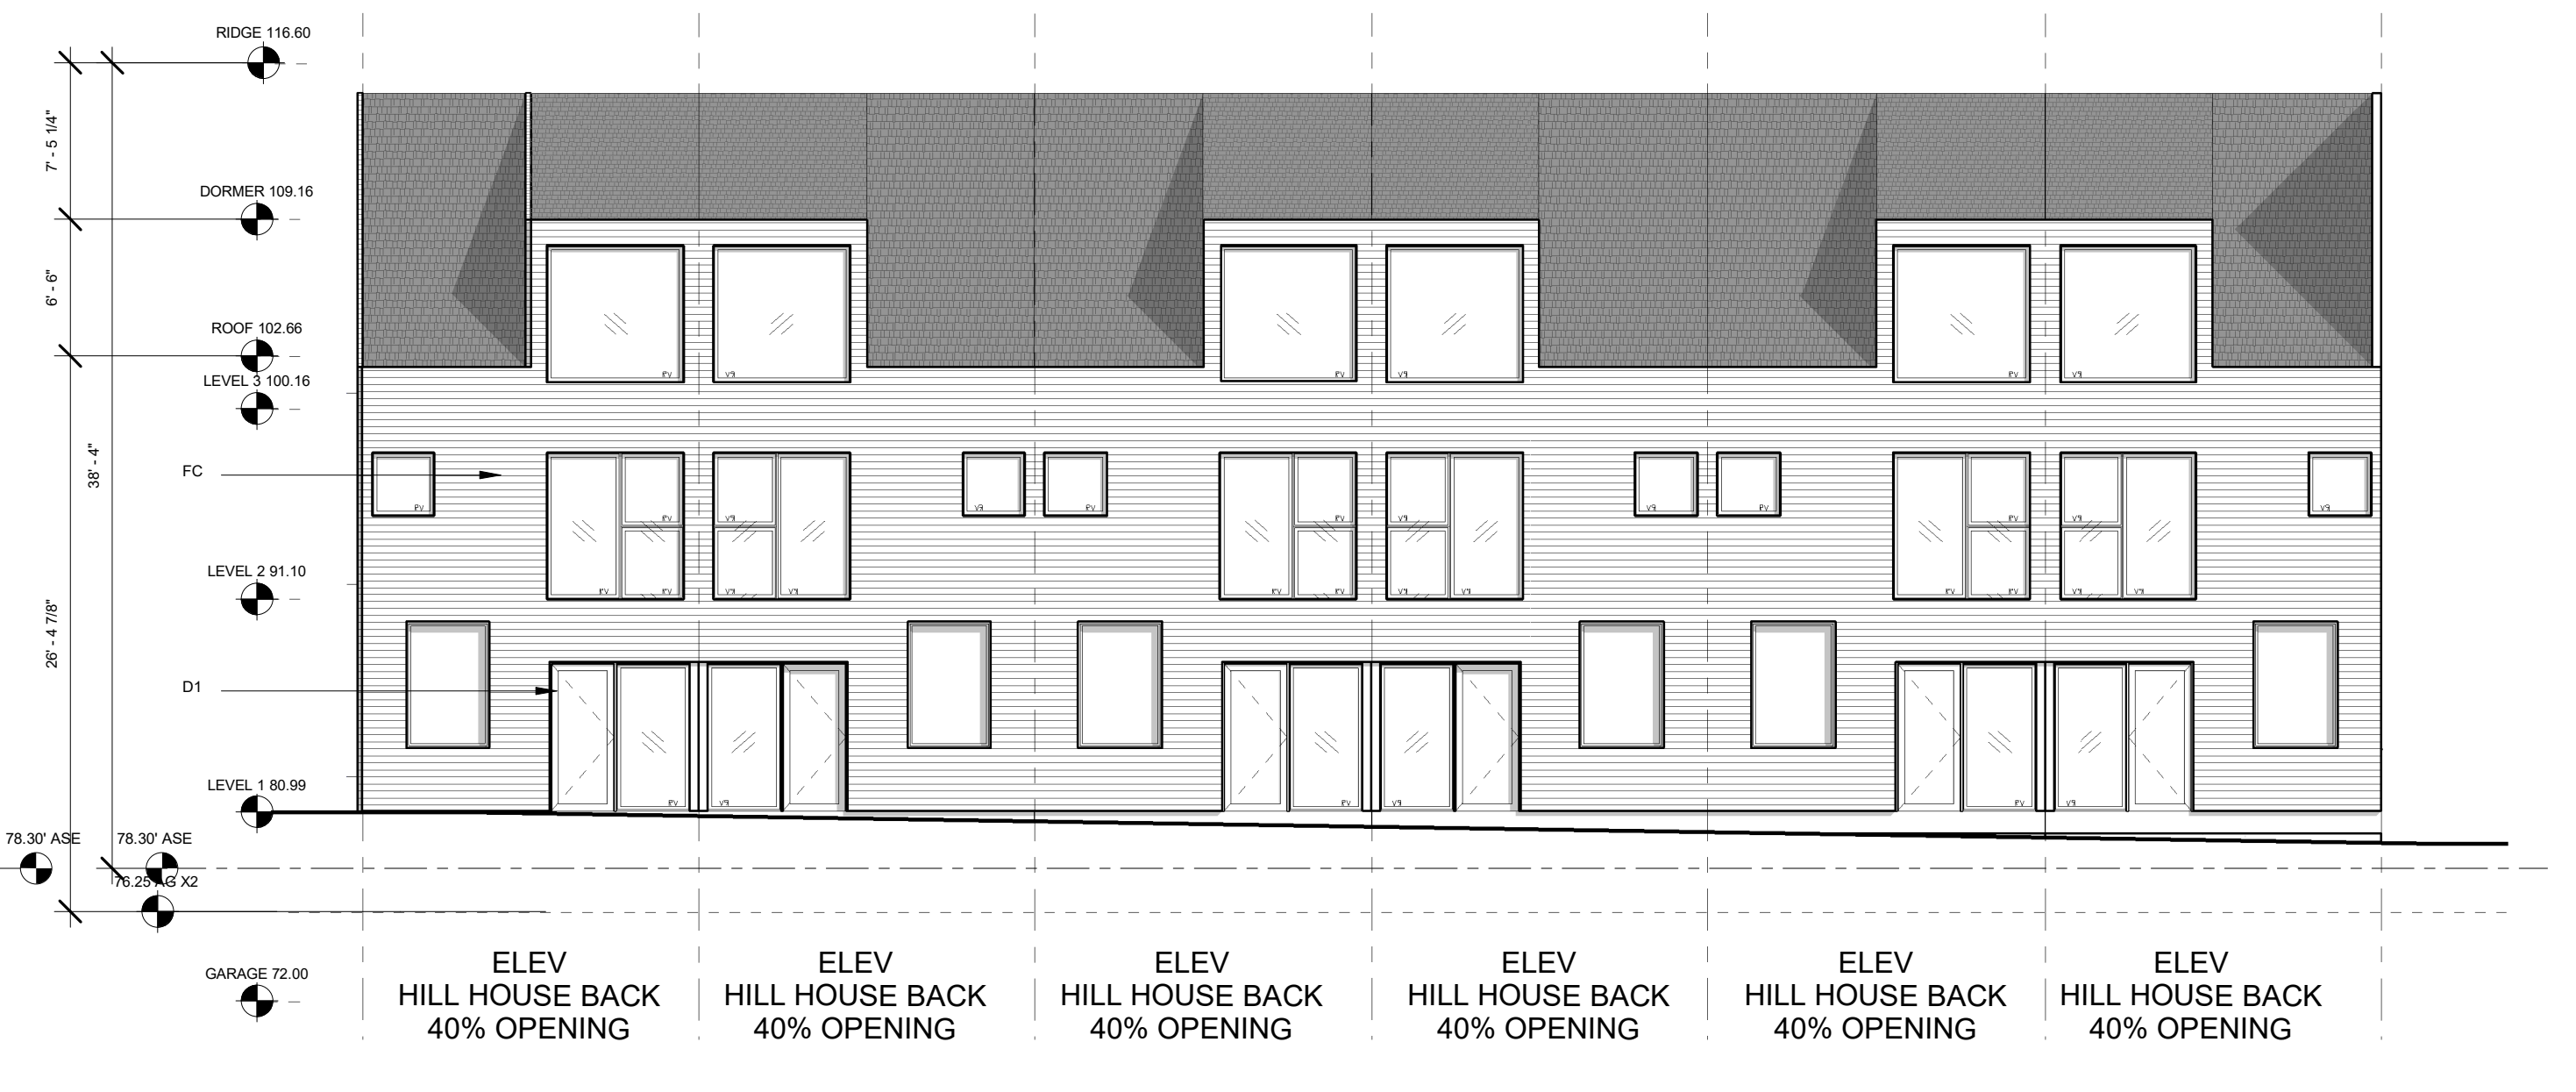 RIDGE 116.60
7' - 5 1/4"
DORMER 109.16
6' - 6"
ROOF 102.66
LEVEL 3 100.16
38' - 4"
FC
LEVEL 2 91.10
26' - 4 7/8"
D1
LEVEL 1 80.99
78.30' ASE
78.30' ASE
76.25 AG X2
GARAGE 72.00
ELEV
HILL HOUSE BACK
40% OPENING
ELEV
HILL HOUSE BACK
40% OPENING
ELEV
HILL HOUSE BACK
40% OPENING
ELEV
HILL HOUSE BACK
40% OPENING
ELEV
HILL HOUSE BACK
40% OPENING
ELEV
HILL HOUSE BACK
40% OPENING